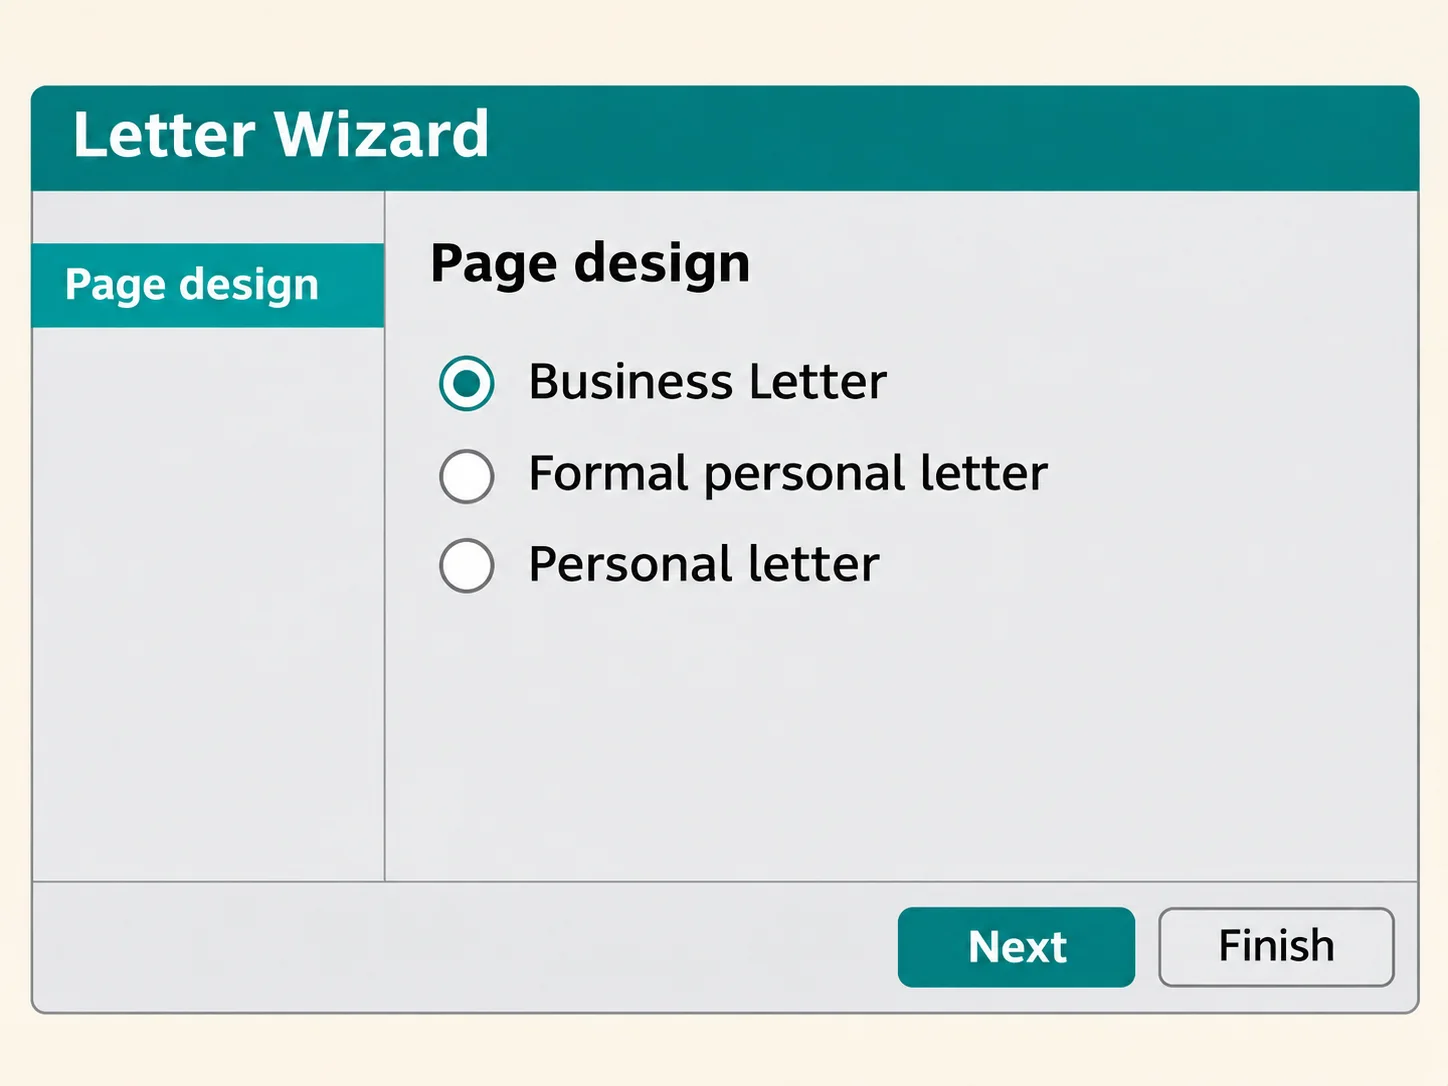 Letter Wizard
Page design
Page design
Business Letter
Formal personal letter
Personal letter
Next
Finish